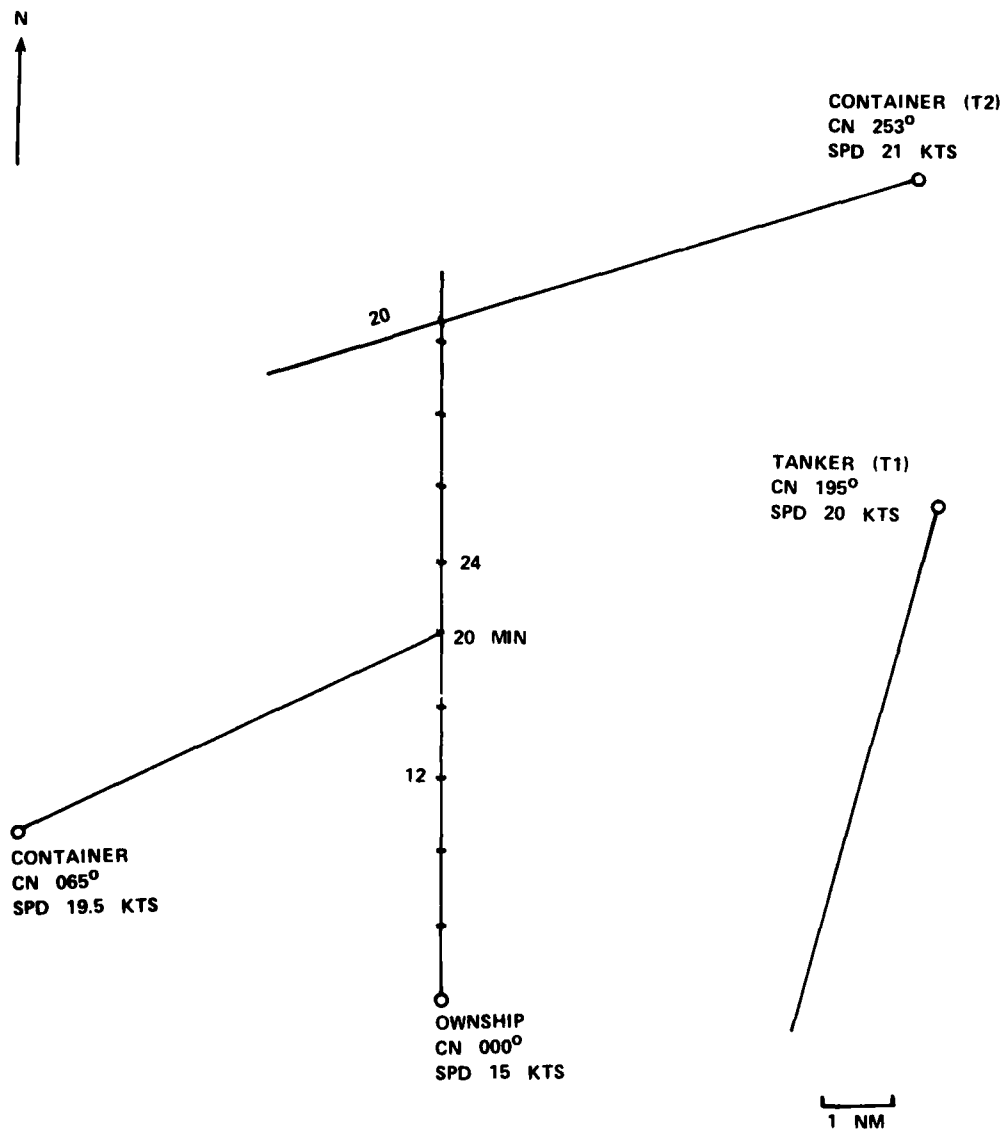 N
CONTAINER (T2)
CN 253°
SPD 21 KTS
20
TANKER (T1)
CN 195°
SPD 20 KTS
24
20 MIN
12
CONTAINER
CN 065°
SPD 19.5 KTS
OWNSHIP
CN 000°
SPD 15 KTS
1 NM